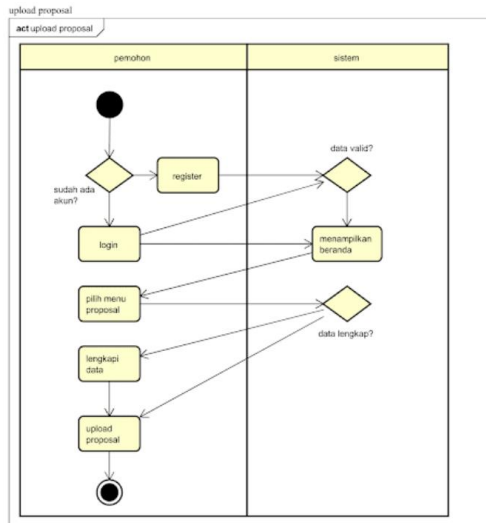 upload proposal
act upload proposal
pemohon
sistem
data valid?
sudah ada
akun?
register
login
menampilkan
beranda
pilih menu
proposal
data lengkap?
lengkapi
data
upload
proposal